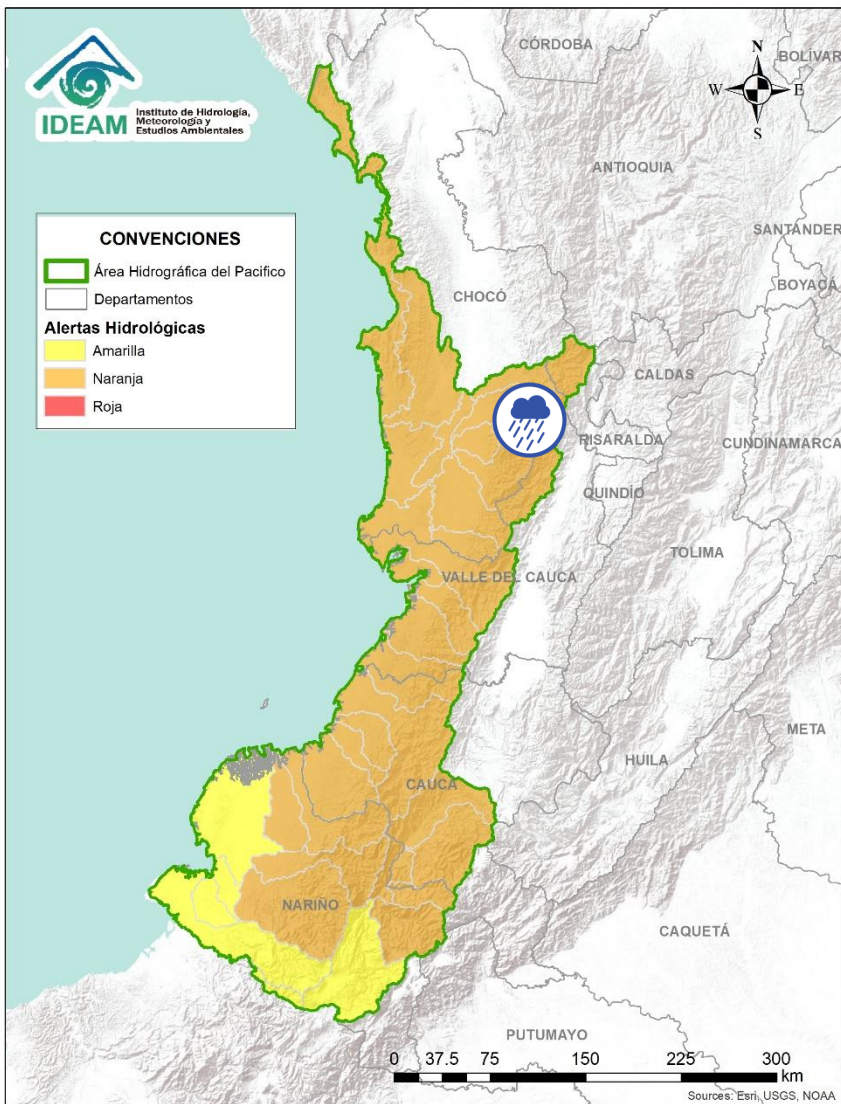 CÓRDOBA
BOLÍVAR
N
W
E
S
IDEAM
Instituto de Hidrología,
Meteorología y
Estudios Ambientales
ANTIOQUIA
SANTANDER
BOYACÁ
CONVENCIONES
Área Hidrográfica del Pacifico
Departamentos
Alertas Hidrológicas
Amarilla
Naranja
Roja
CHOCÓ
CALDAS
RISARALDA
CUNDINAMARCA
QUINDÍO
TOLIMA
VALLE DEL CAUCA
META
HUILA
CAUCA
NARIÑO
CAQUETÁ
PUTUMAYO
0 37.5 75 150 225 300
km
Sources: Esri, USGS, NOAA